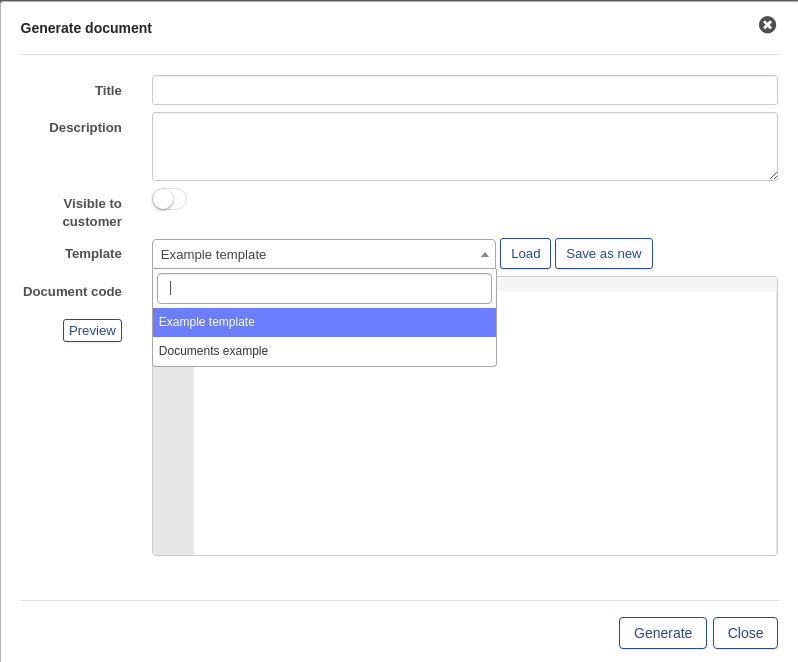 Generate document
Title
Description
Visible to
customer
Template
Example template
Load
Save as new
Document code
Example template
Preview
Documents example
Generate
Close